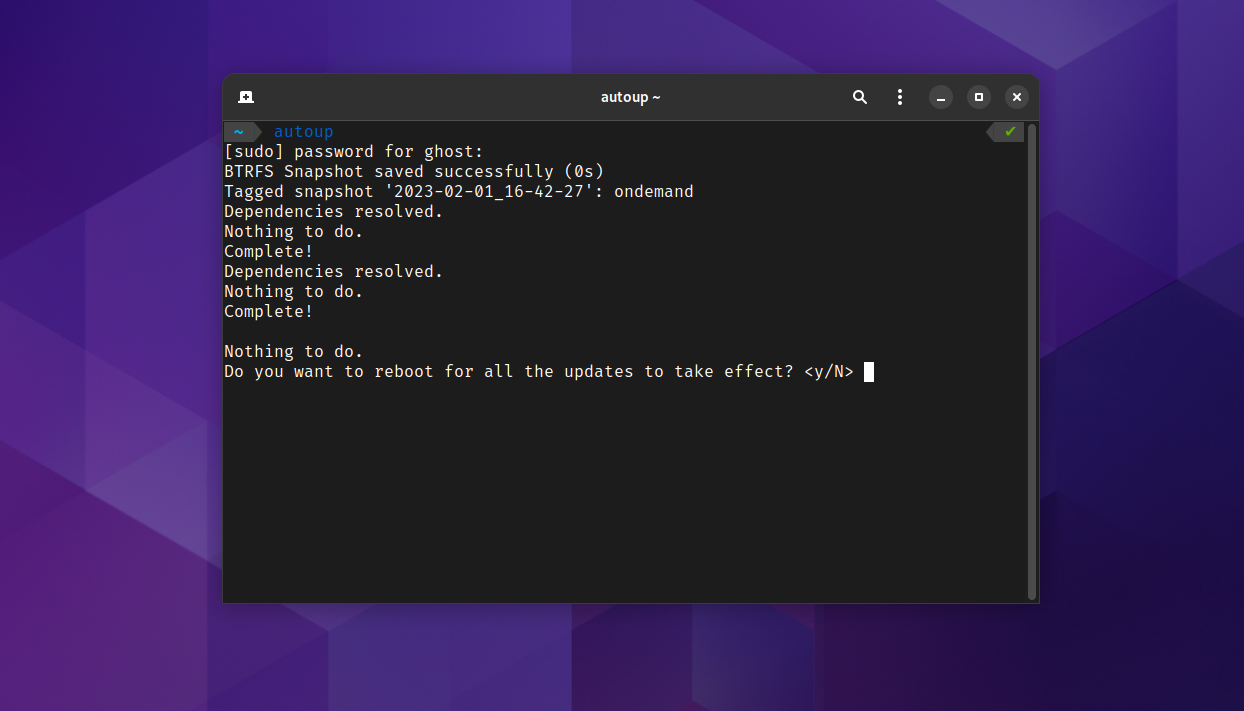 autoup ~
~ autoup ✔
[sudo] password for ghost:
BTRFS Snapshot saved successfully (0s)
Tagged snapshot '2023-02-01_16-42-27': ondemand
Dependencies resolved.
Nothing to do.
Complete!
Dependencies resolved.
Nothing to do.
Complete!
Nothing to do.
Do you want to reboot for all the updates to take effect? <y/N>